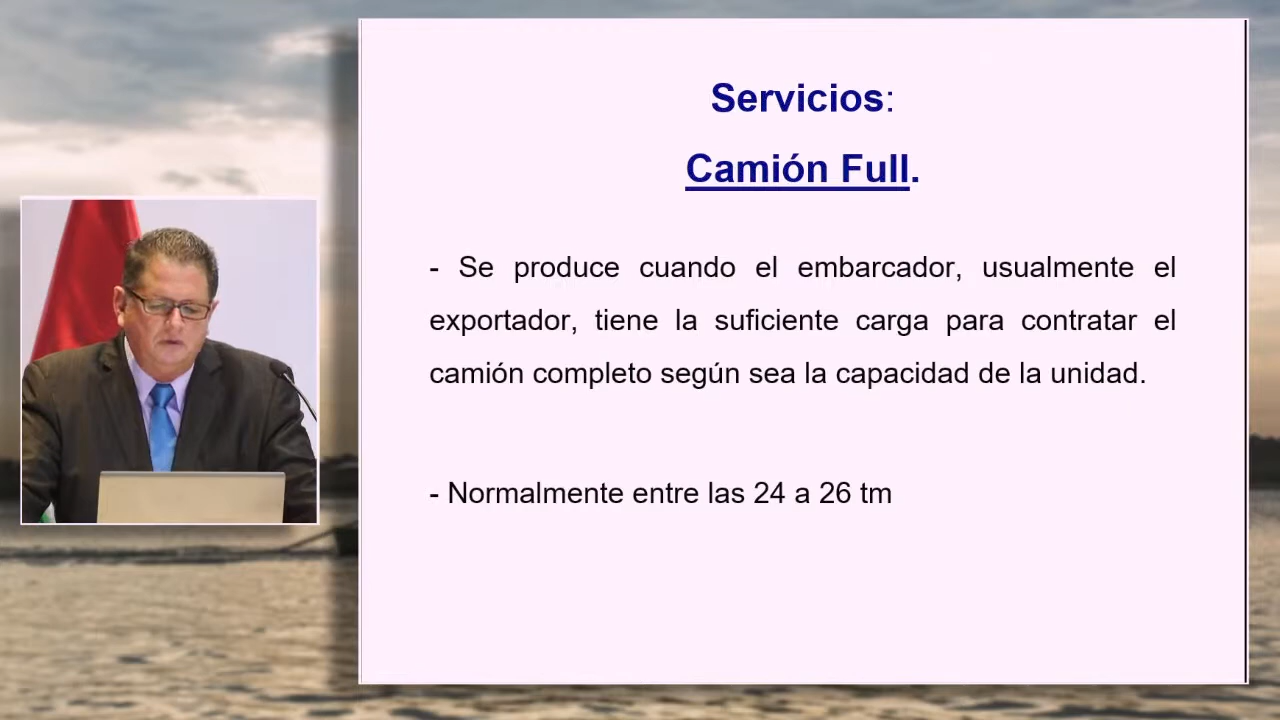 Servicios:
Camión Full.
- Se produce cuando el embarcador, usualmente el
exportador, tiene la suficiente carga para contratar el
camión completo según sea la capacidad de la unidad.
- Normalmente entre las 24 a 26 tm